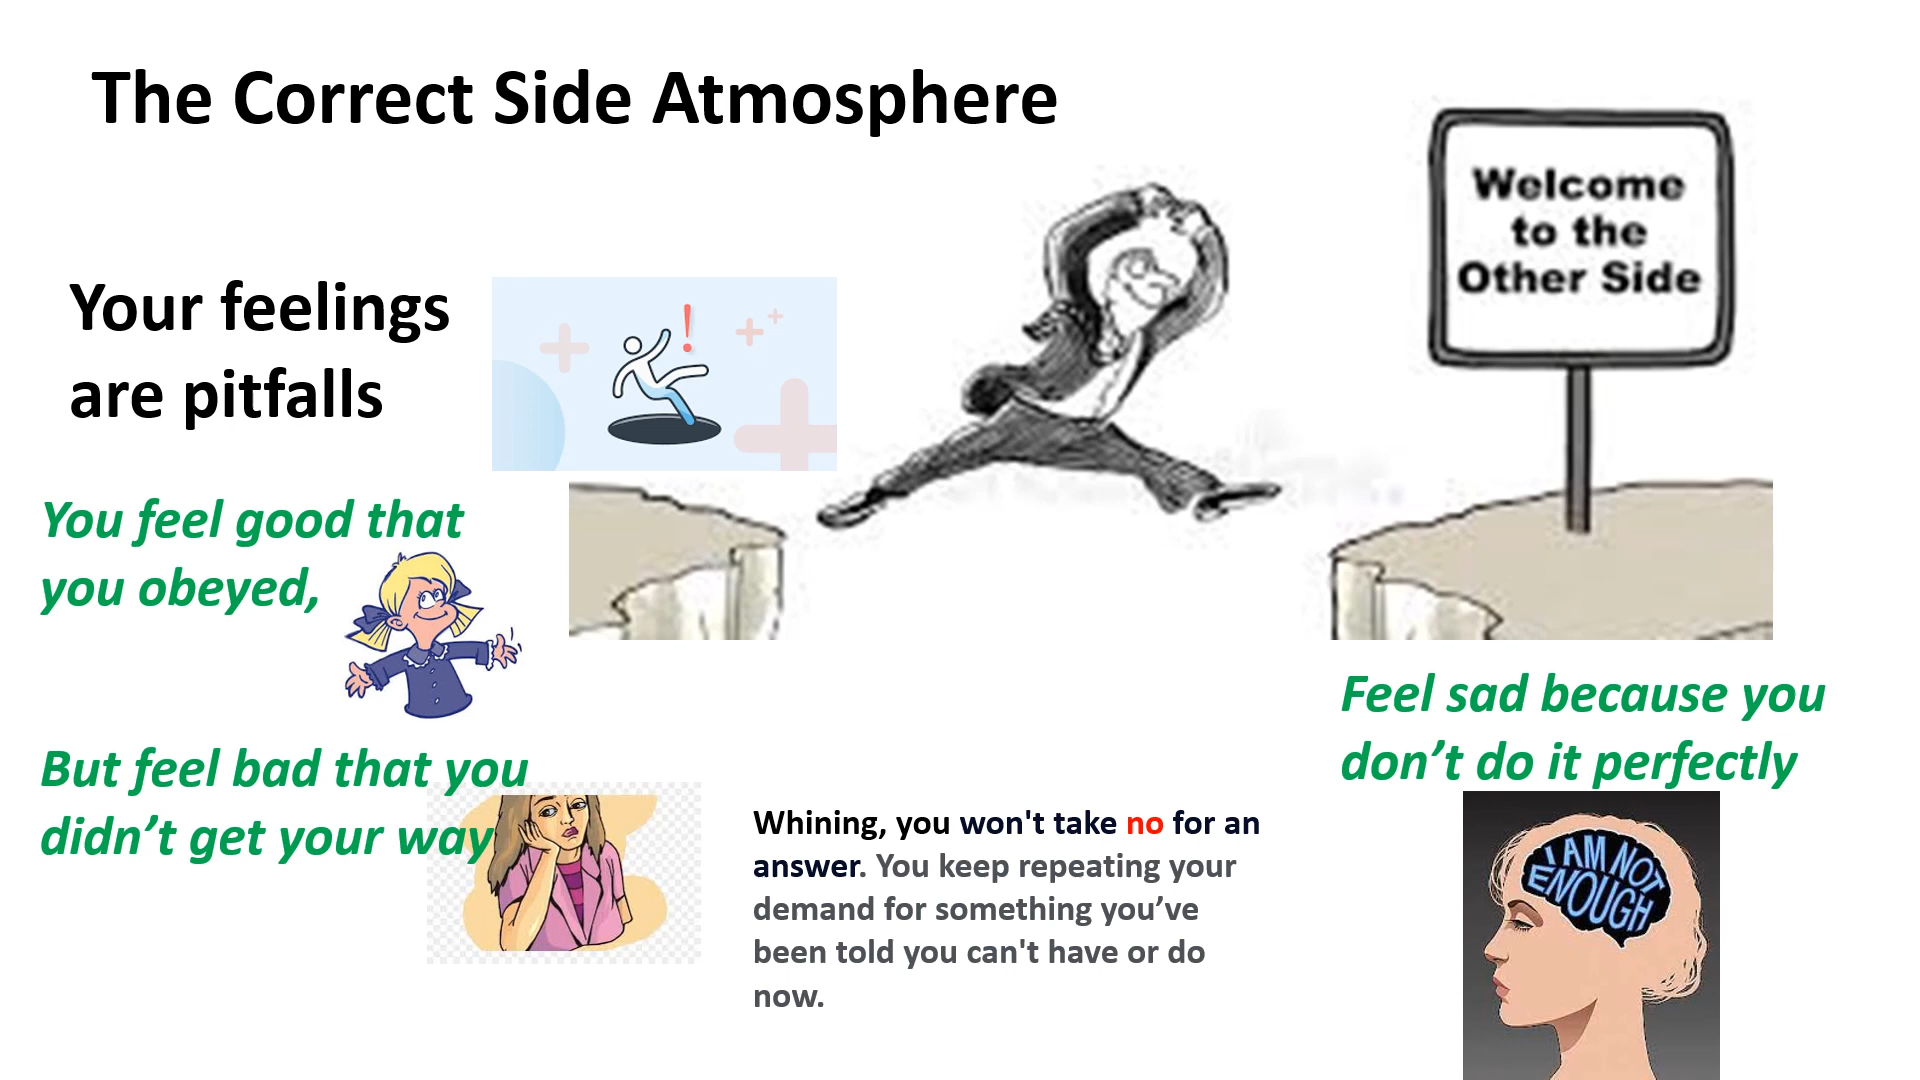 The Correct Side Atmosphere
Welcome
to the
Other Side
Your feelings
are pitfalls
!
You feel good that
you obeyed,
But feel bad that you
didn’t get your way
Whining, you won't take no for an
answer. You keep repeating your
demand for something you’ve
been told you can't have or do
now.
Feel sad because you
don’t do it perfectly
I AM NOT
ENOUGH